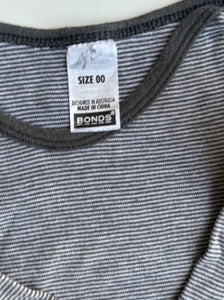 SIZE 00
DESIGNED IN AUSTRALIA
MADE IN CHINA
BONDS